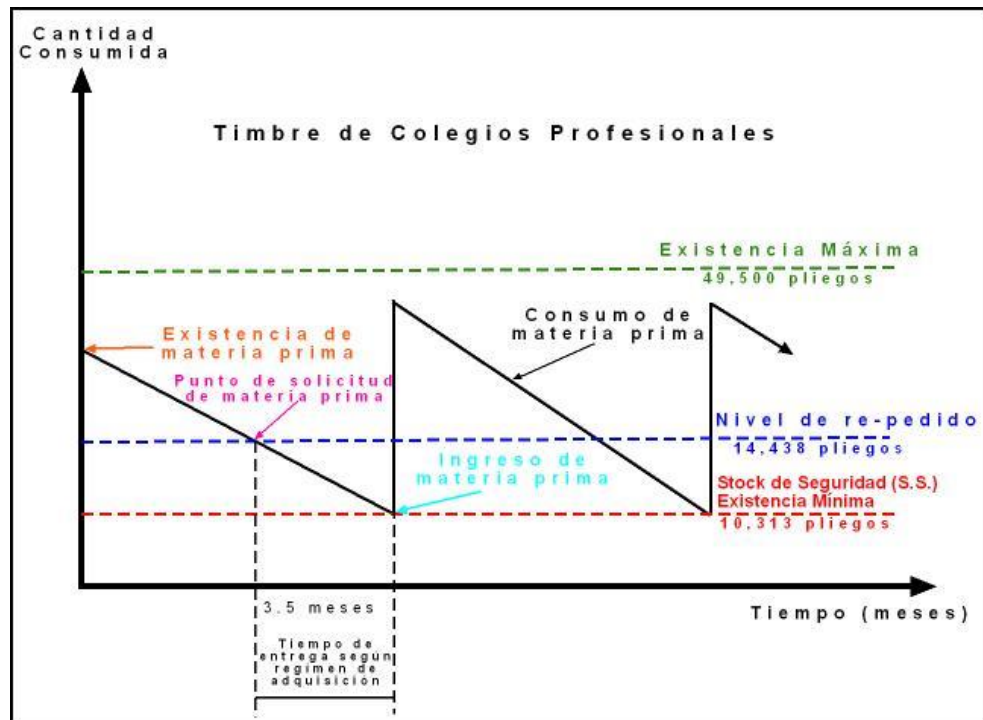 Cantidad
Consumida
Timbre de Colegios Profesionales
Existencia Máxima
49,500 pliegos
Existencia de
materia prima
Consumo de
materia prima
Punto de solicitud
de materia prima
Nivel de re-pedido
14,438 pliegos
Ingreso de
materia prima
Stock de Seguridad (S.S.)
Existencia Mínima
10,313 pliegos
3.5 meses
Tiempo (meses)
Tiempo de
entrega según
regimen de
adquisición